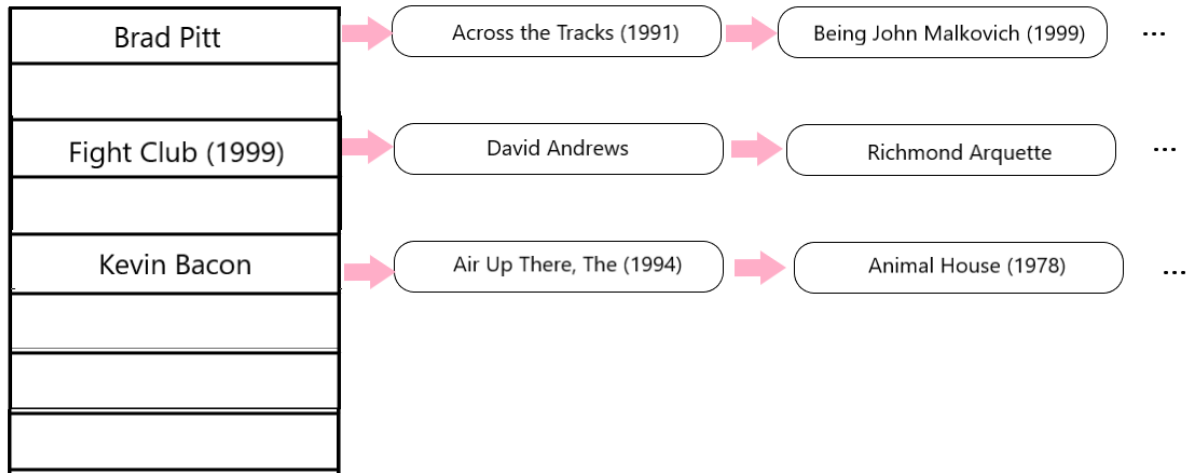 Brad Pitt Across the Tracks (1991) Being John Malkovich (1999) ...
Fight Club (1999) David Andrews Richmond Arquette ...
Kevin Bacon Air Up There, The (1994) Animal House (1978) ...